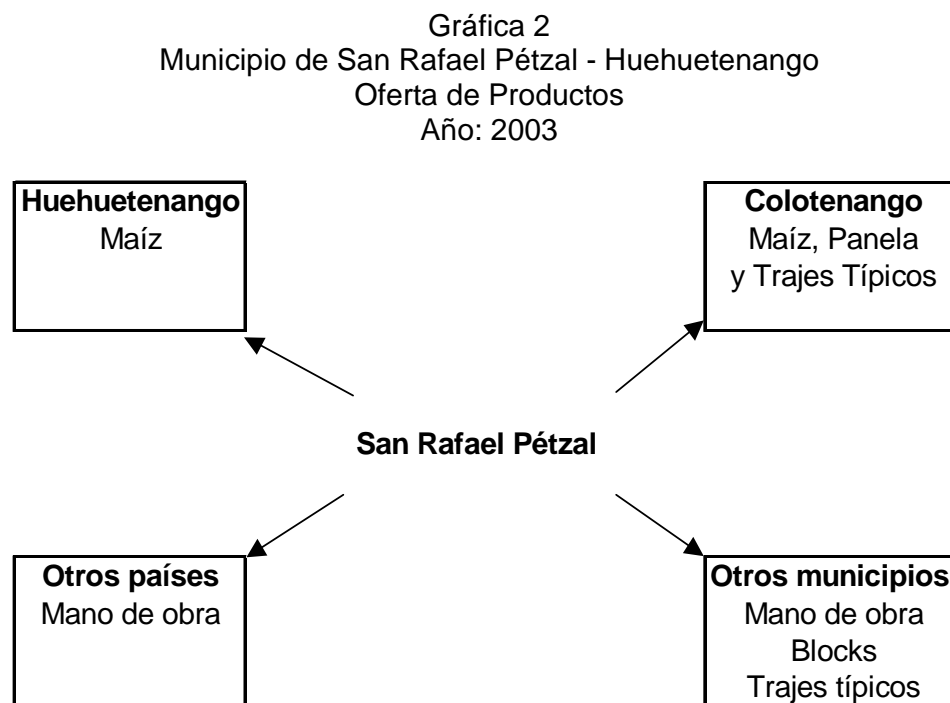 Gráfica 2
Municipio de San Rafael Pétzal - Huehuetenango
Oferta de Productos
Año: 2003
Huehuetenango
Maíz
Colotenango
Maíz, Panela
y Trajes Típicos
San Rafael Pétzal
Otros países
Mano de obra
Otros municipios
Mano de obra
Blocks
Trajes típicos